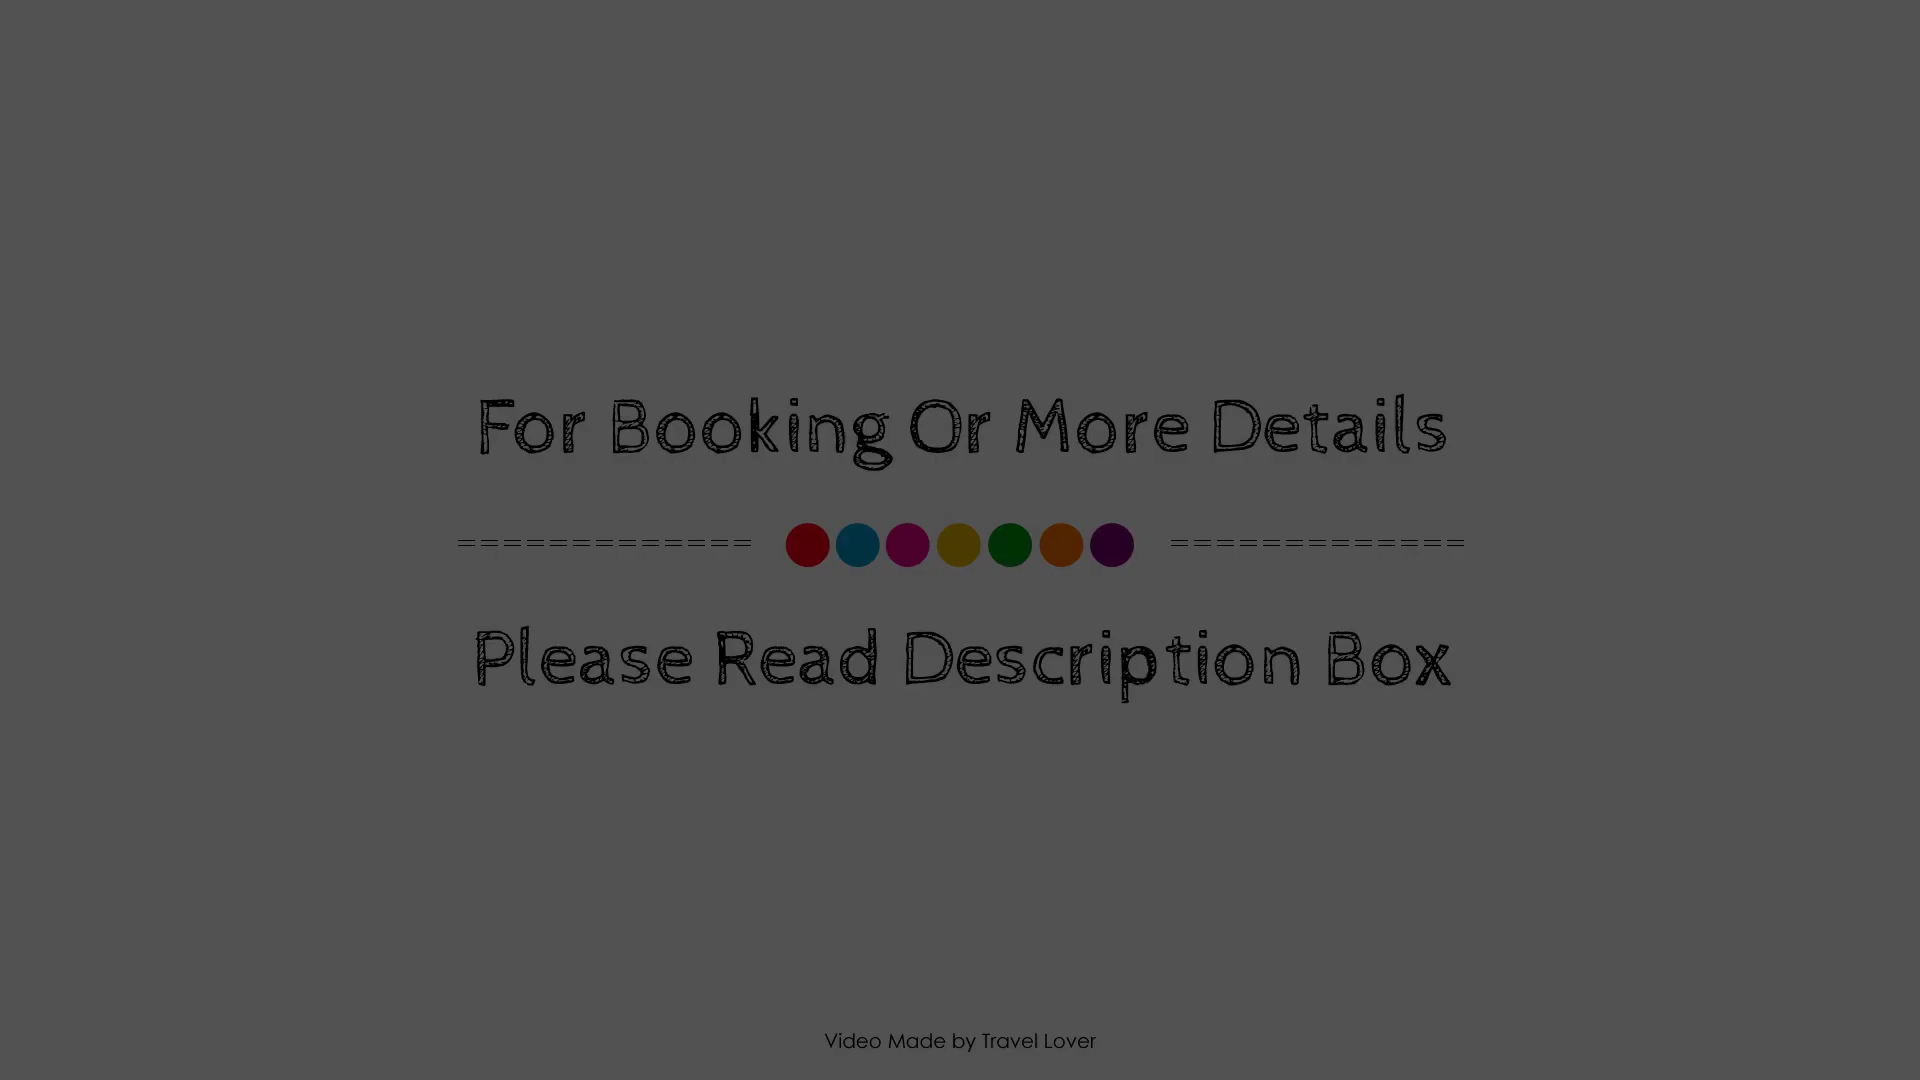 For Booking Or More Details
============= =============
Please Read Description Box
Video Made by Travel Lover